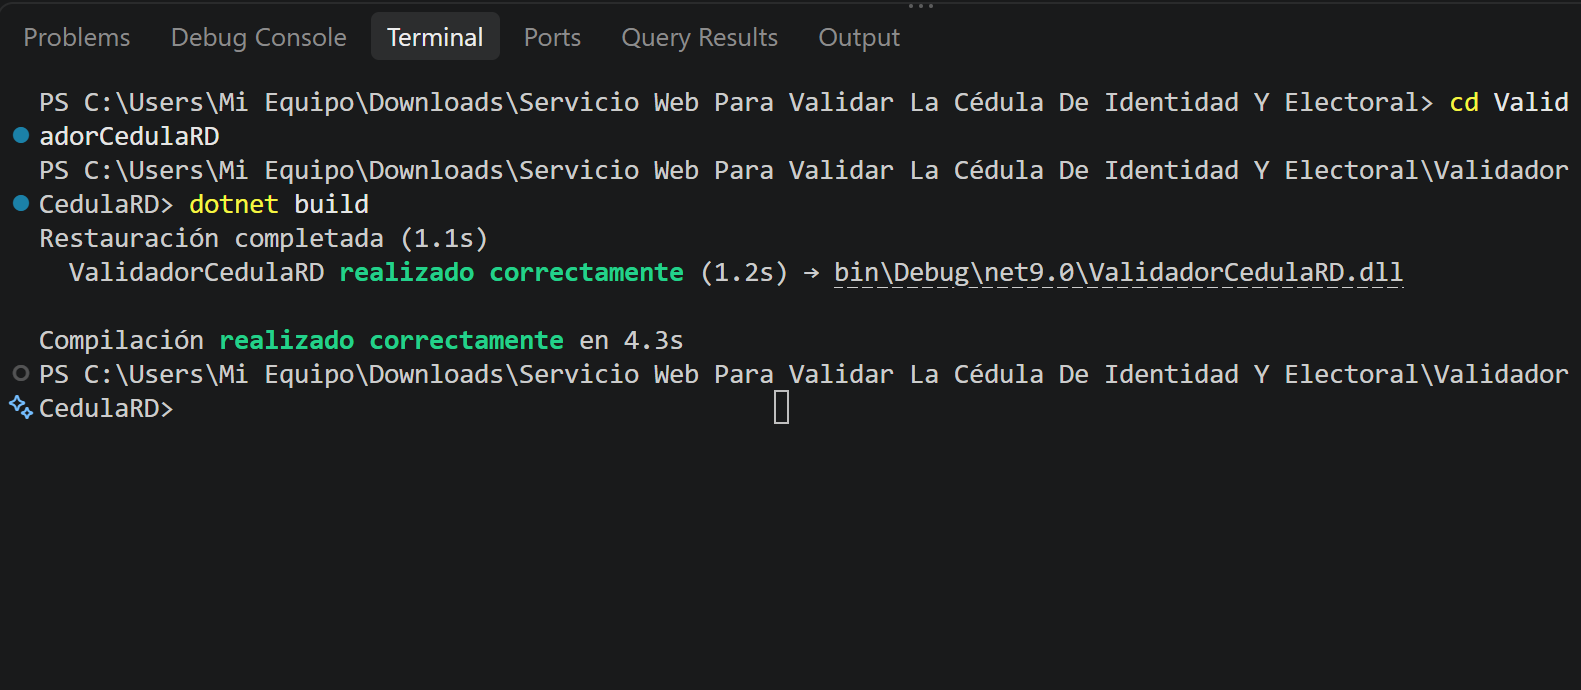 Problems Debug Console Terminal Ports Query Results Output
PS C:\Users\Mi Equipo\Downloads\Servicio Web Para Validar La Cédula De Identidad Y Electoral> cd Valid
adorCedulaRD
PS C:\Users\Mi Equipo\Downloads\Servicio Web Para Validar La Cédula De Identidad Y Electoral\Validador
CedulaRD> dotnet build
Restauración completada (1.1s)
  ValidadorCedulaRD realizado correctamente (1.2s) → bin\Debug\net9.0\ValidadorCedulaRD.dll
Compilación realizado correctamente en 4.3s
PS C:\Users\Mi Equipo\Downloads\Servicio Web Para Validar La Cédula De Identidad Y Electoral\Validador
CedulaRD>